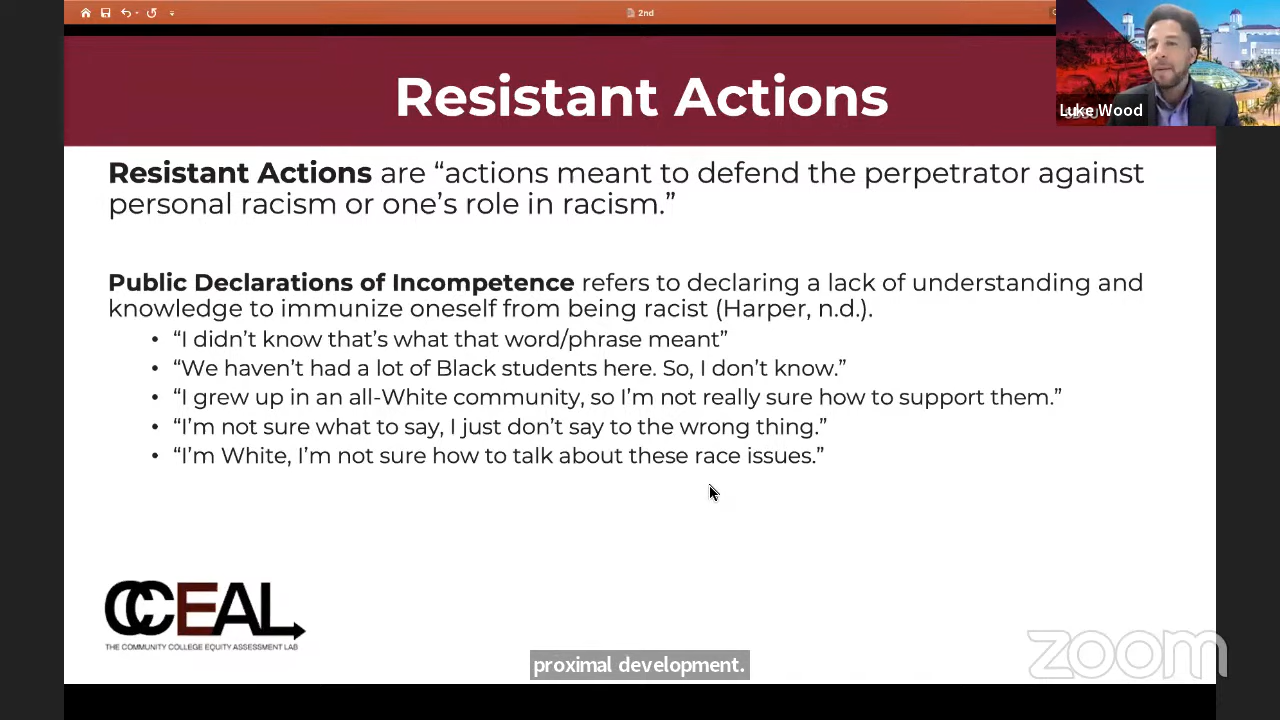 2nd
Resistant Actions
Luke Wood
Resistant Actions are “actions meant to defend the perpetrator against
personal racism or one’s role in racism.”
Public Declarations of Incompetence refers to declaring a lack of understanding and
knowledge to immunize oneself from being racist (Harper, n.d.).
• “I didn’t know that’s what that word/phrase meant”
• “We haven’t had a lot of Black students here. So, I don’t know.”
• “I grew up in an all-White community, so I’m not really sure how to support them.”
• “I’m not sure what to say, I just don’t say to the wrong thing.”
• “I’m White, I’m not sure how to talk about these race issues.”
CCEAL
THE COMMUNITY COLLEGE EQUITY ASSESSMENT LAB
zoom
proximal development.